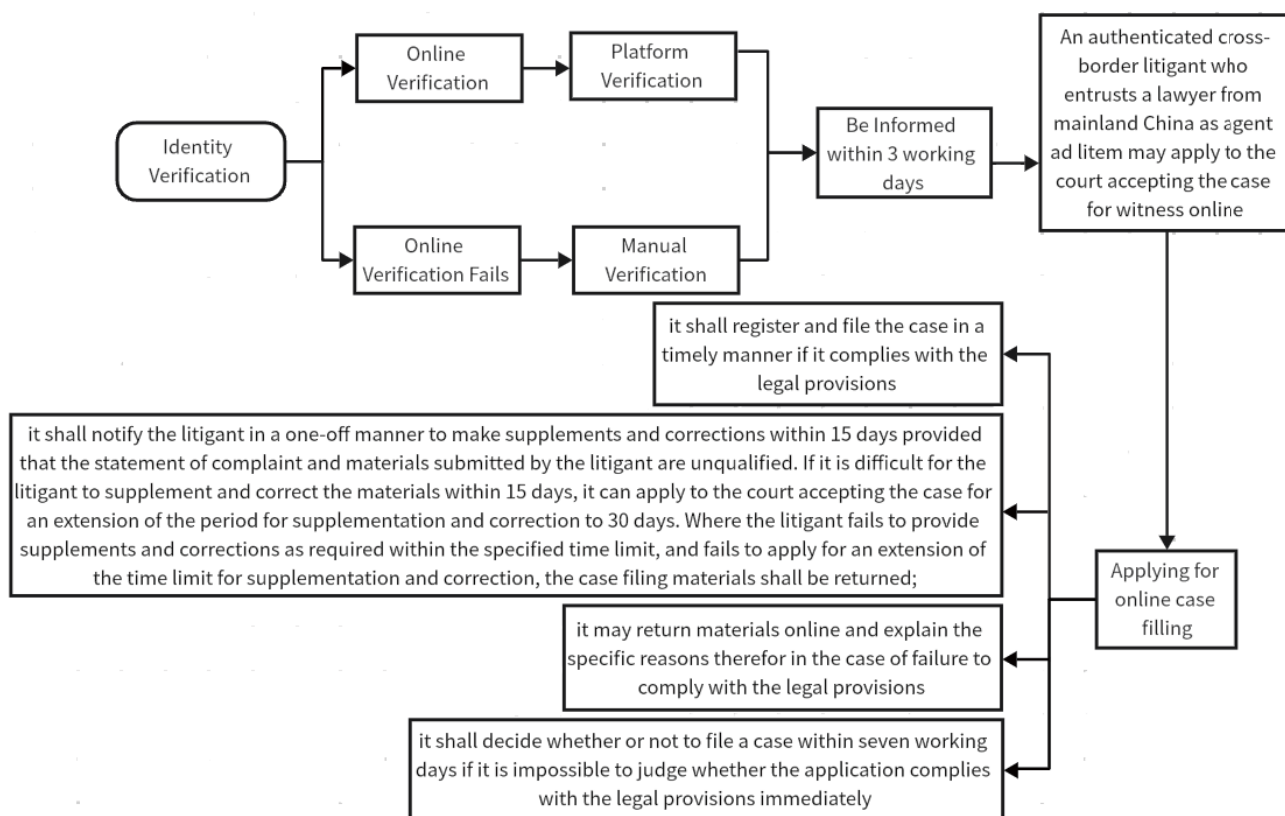 Identity
Verification
Online
Verification
Platform
Verification
Online
Verification Fails
Manual
Verification
Be Informed
within 3 working
days
An authenticated cross-
border litigant who
entrusts a lawyer from
mainland China as agent
ad litem may apply to the
court accepting the case
for witness online
Applying for
online case
filling
it shall register and file the case in a
timely manner if it complies with the
legal provisions
it shall notify the litigant in a one-off manner to make supplements and corrections within 15 days provided
that the statement of complaint and materials submitted by the litigant are unqualified. If it is difficult for the
litigant to supplement and correct the materials within 15 days, it can apply to the court accepting the case for
an extension of the period for supplementation and correction to 30 days. Where the litigant fails to provide
supplements and corrections as required within the specified time limit, and fails to apply for an extension of
the time limit for supplementation and correction, the case filing materials shall be returned;
it may return materials online and explain the
specific reasons therefor in the case of failure to
comply with the legal provisions
it shall decide whether or not to file a case within seven working
days if it is impossible to judge whether the application complies
with the legal provisions immediately